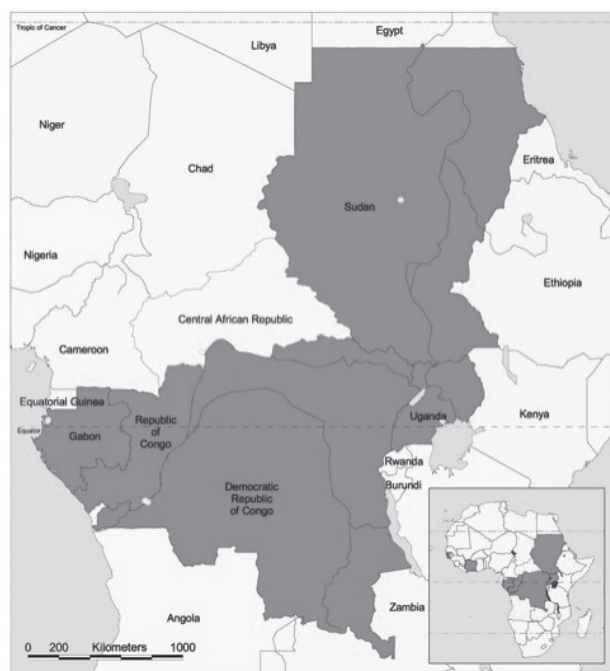 Tropic of Cancer
Libya
Egypt
Niger
Chad
Eritrea
Sudan
Nigeria
Ethiopia
Central African Republic
Cameroon
Equatorial Guinea
Republic
of
Congo
Uganda
Kenya
Equator
Gabon
Rwanda
Burundi
Democratic
Republic
of Congo
Angola
Zambia
0 200 Kilometers 1000